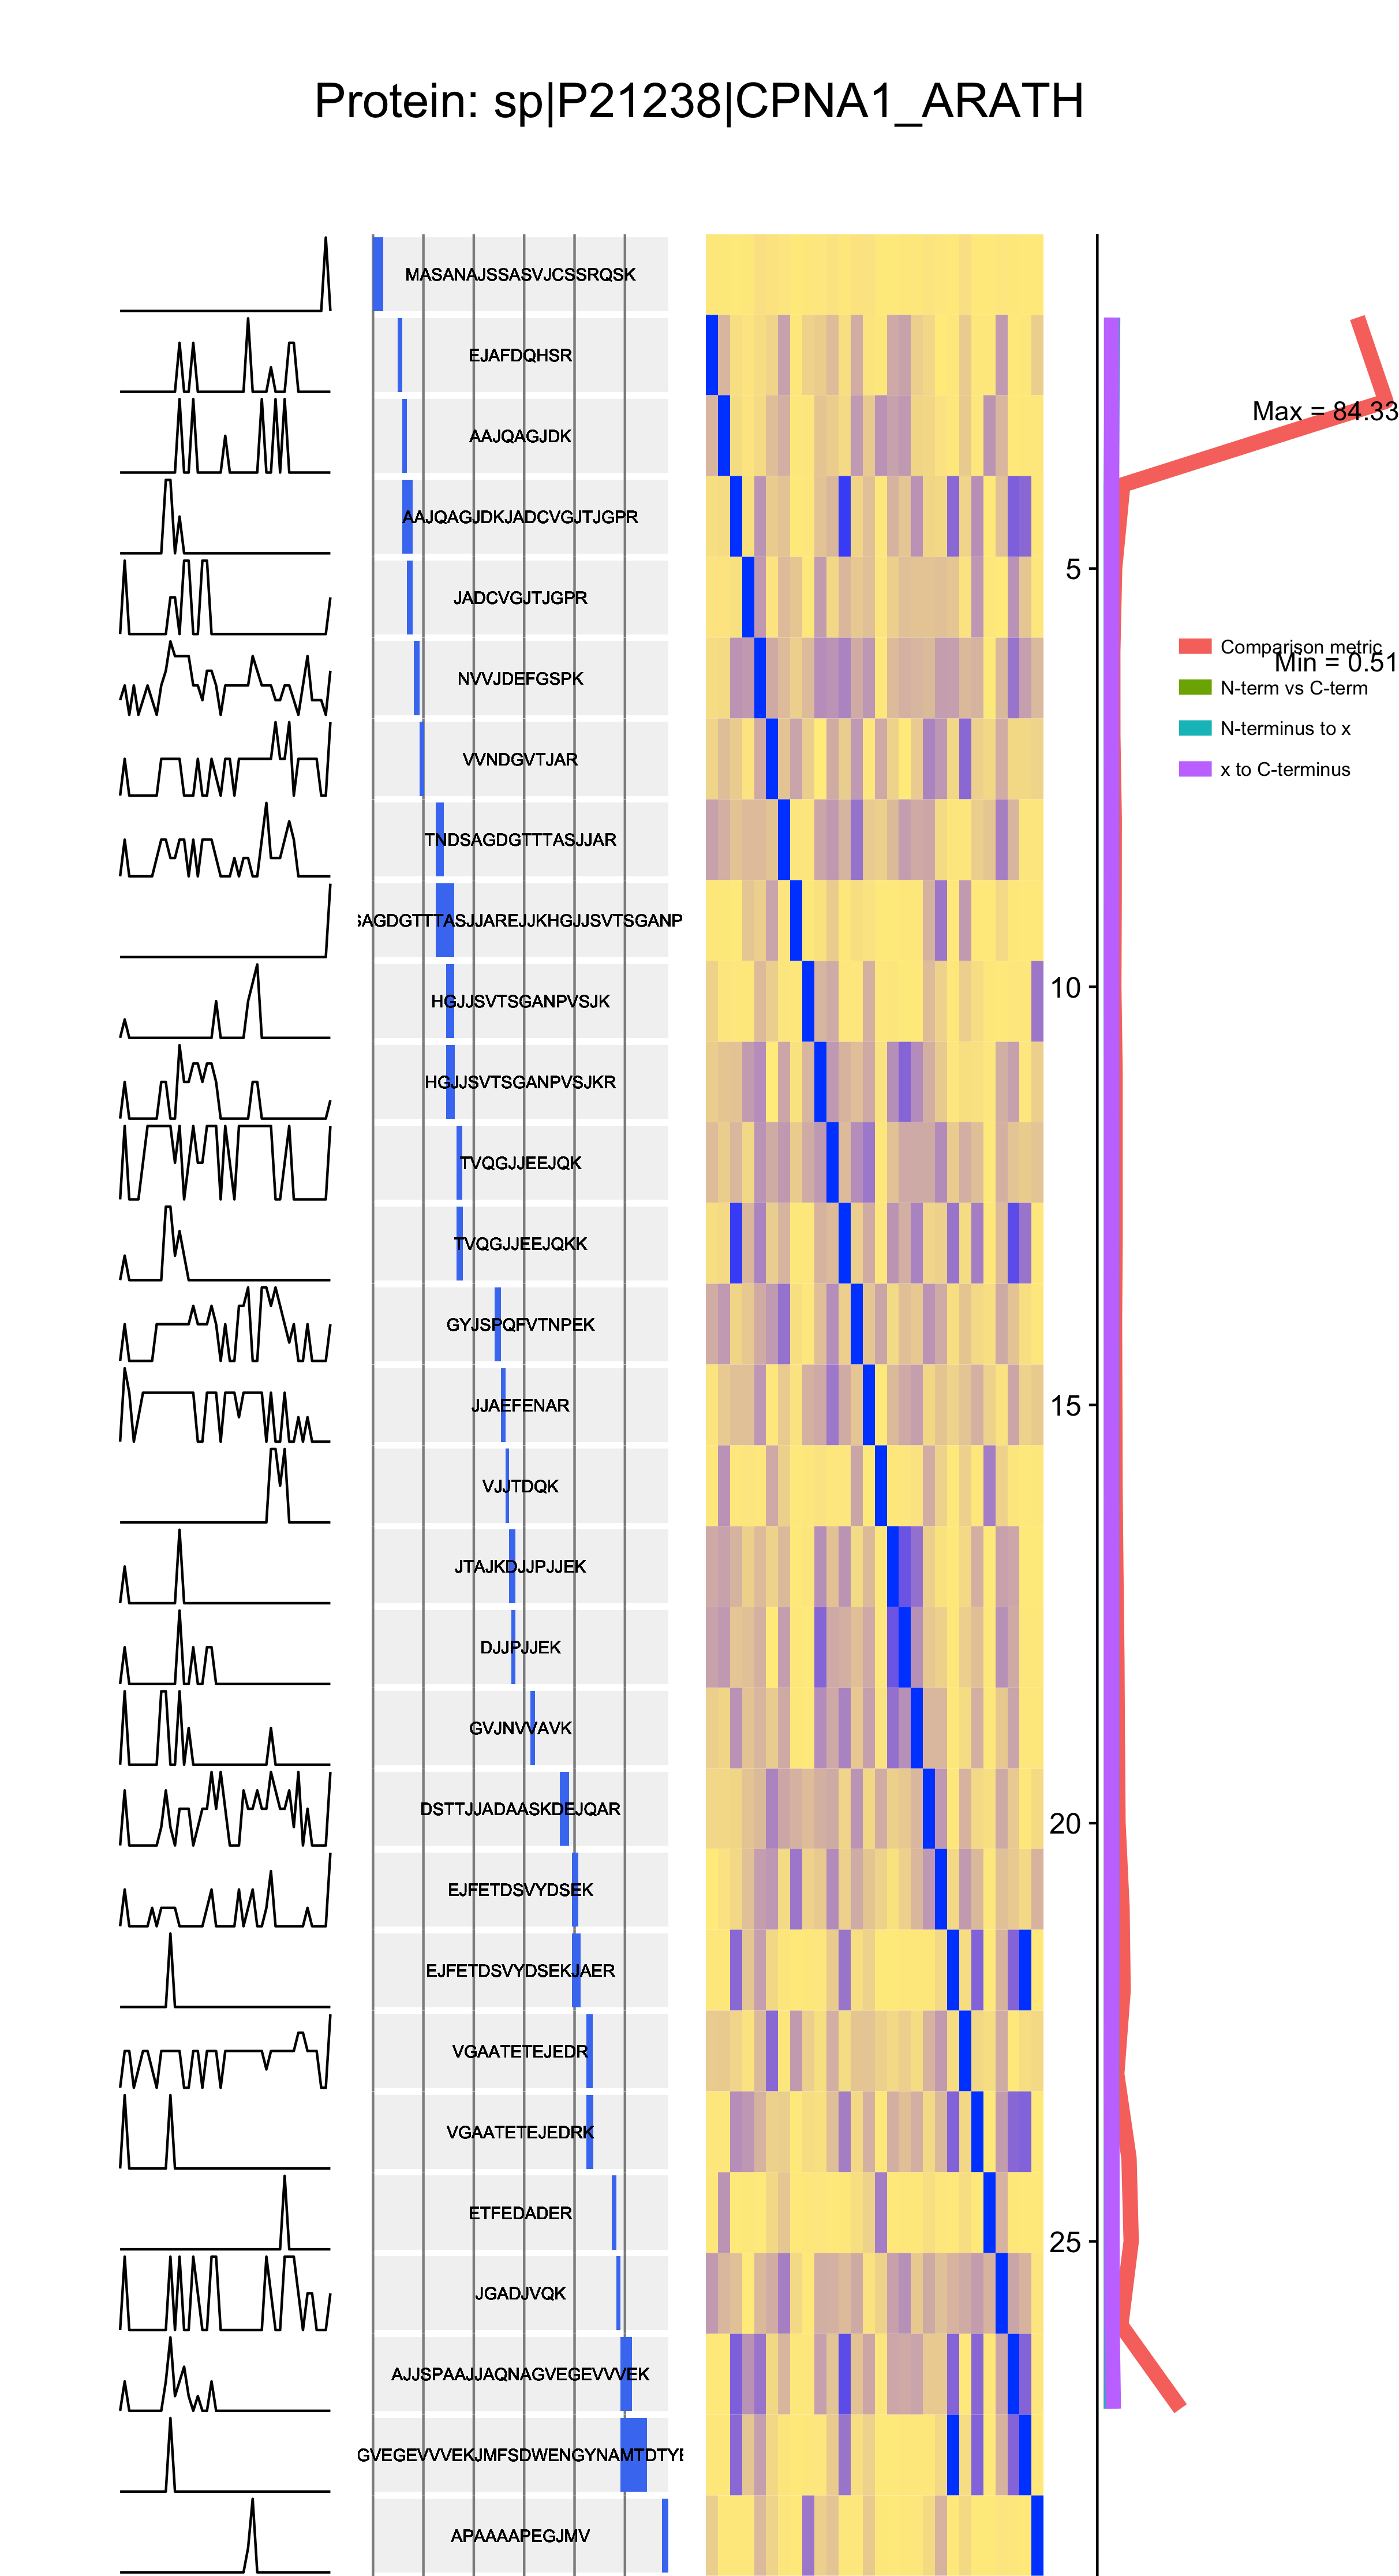 Protein: sp|P21238|CPNA1_ARATH
MASANAJSSASVJCSSRQSK
EJAFDQHSR
Max = 84.33
AAJQAGJDK
AAJQAGJDKJADCVGJTJGPR
5
JADCVGJTJGPR
Comparison metric
Min = 0.51
NVVJDEFGSPK
N-term vs C-term
N-terminus to x
VVNDGVTJAR
x to C-terminus
TNDSAGDGTTTASJJAR
SAGDGTTTASJJAREJJKHGJJSVTSGANP
10
HGJJSVTSGANPVSJK
HGJJSVTSGANPVSJKR
TVQGJJEEJQK
TVQGJJEEJQKK
GYJSPQFVTNPEK
15
JJAEFENAR
VJJTDQK
JTAJKDJJPJJEK
DJJPJJEK
GVJNVVAVK
20
DSTTJJADAASKDEJQAR
EJFETDSVYDSEK
EJFETDSVYDSEKJAER
VGAATETEJEDR
VGAATETEJEDRK
25
ETFEDADER
JGADJVQK
AJJSPAAJJAQNAGVEGEVVVEK
GVEGEVVVEKJMFSDWENGYNAMTDTYE
APAAAAPEGJMV